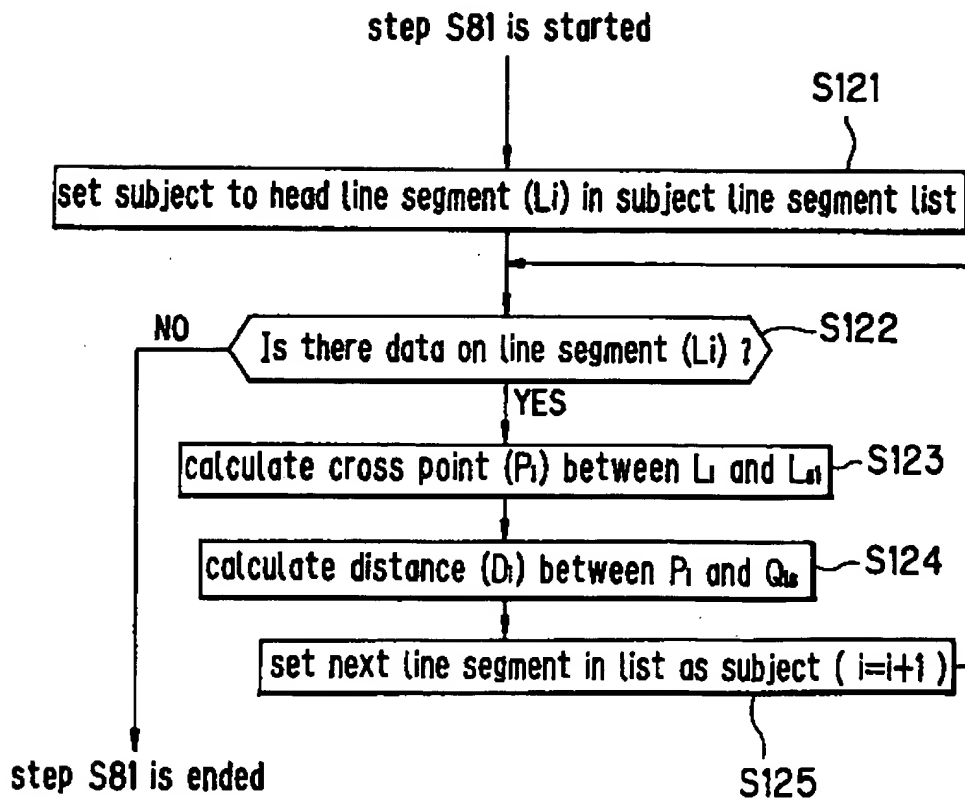 step S81 is started
S121
set subject to head line segment (Li) in subject line segment list
NO
Is there data on line segment (Li) ?
S122
YES
calculate cross point (Pi) between Li and Ls1
S123
calculate distance (Di) between Pi and
S124
set next line segment in list as subject ( i=i+1 )
step S81 is ended
S125